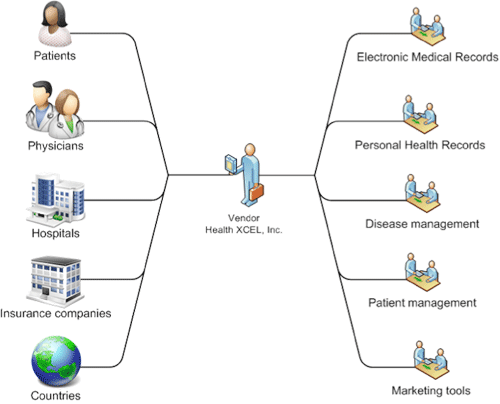 Patients
Physicians
Hospitals
Insurance companies
Countries
Vendor
Health XCEL, Inc.
Electronic Medical Records
Personal Health Records
Disease management
Patient management
Marketing tools